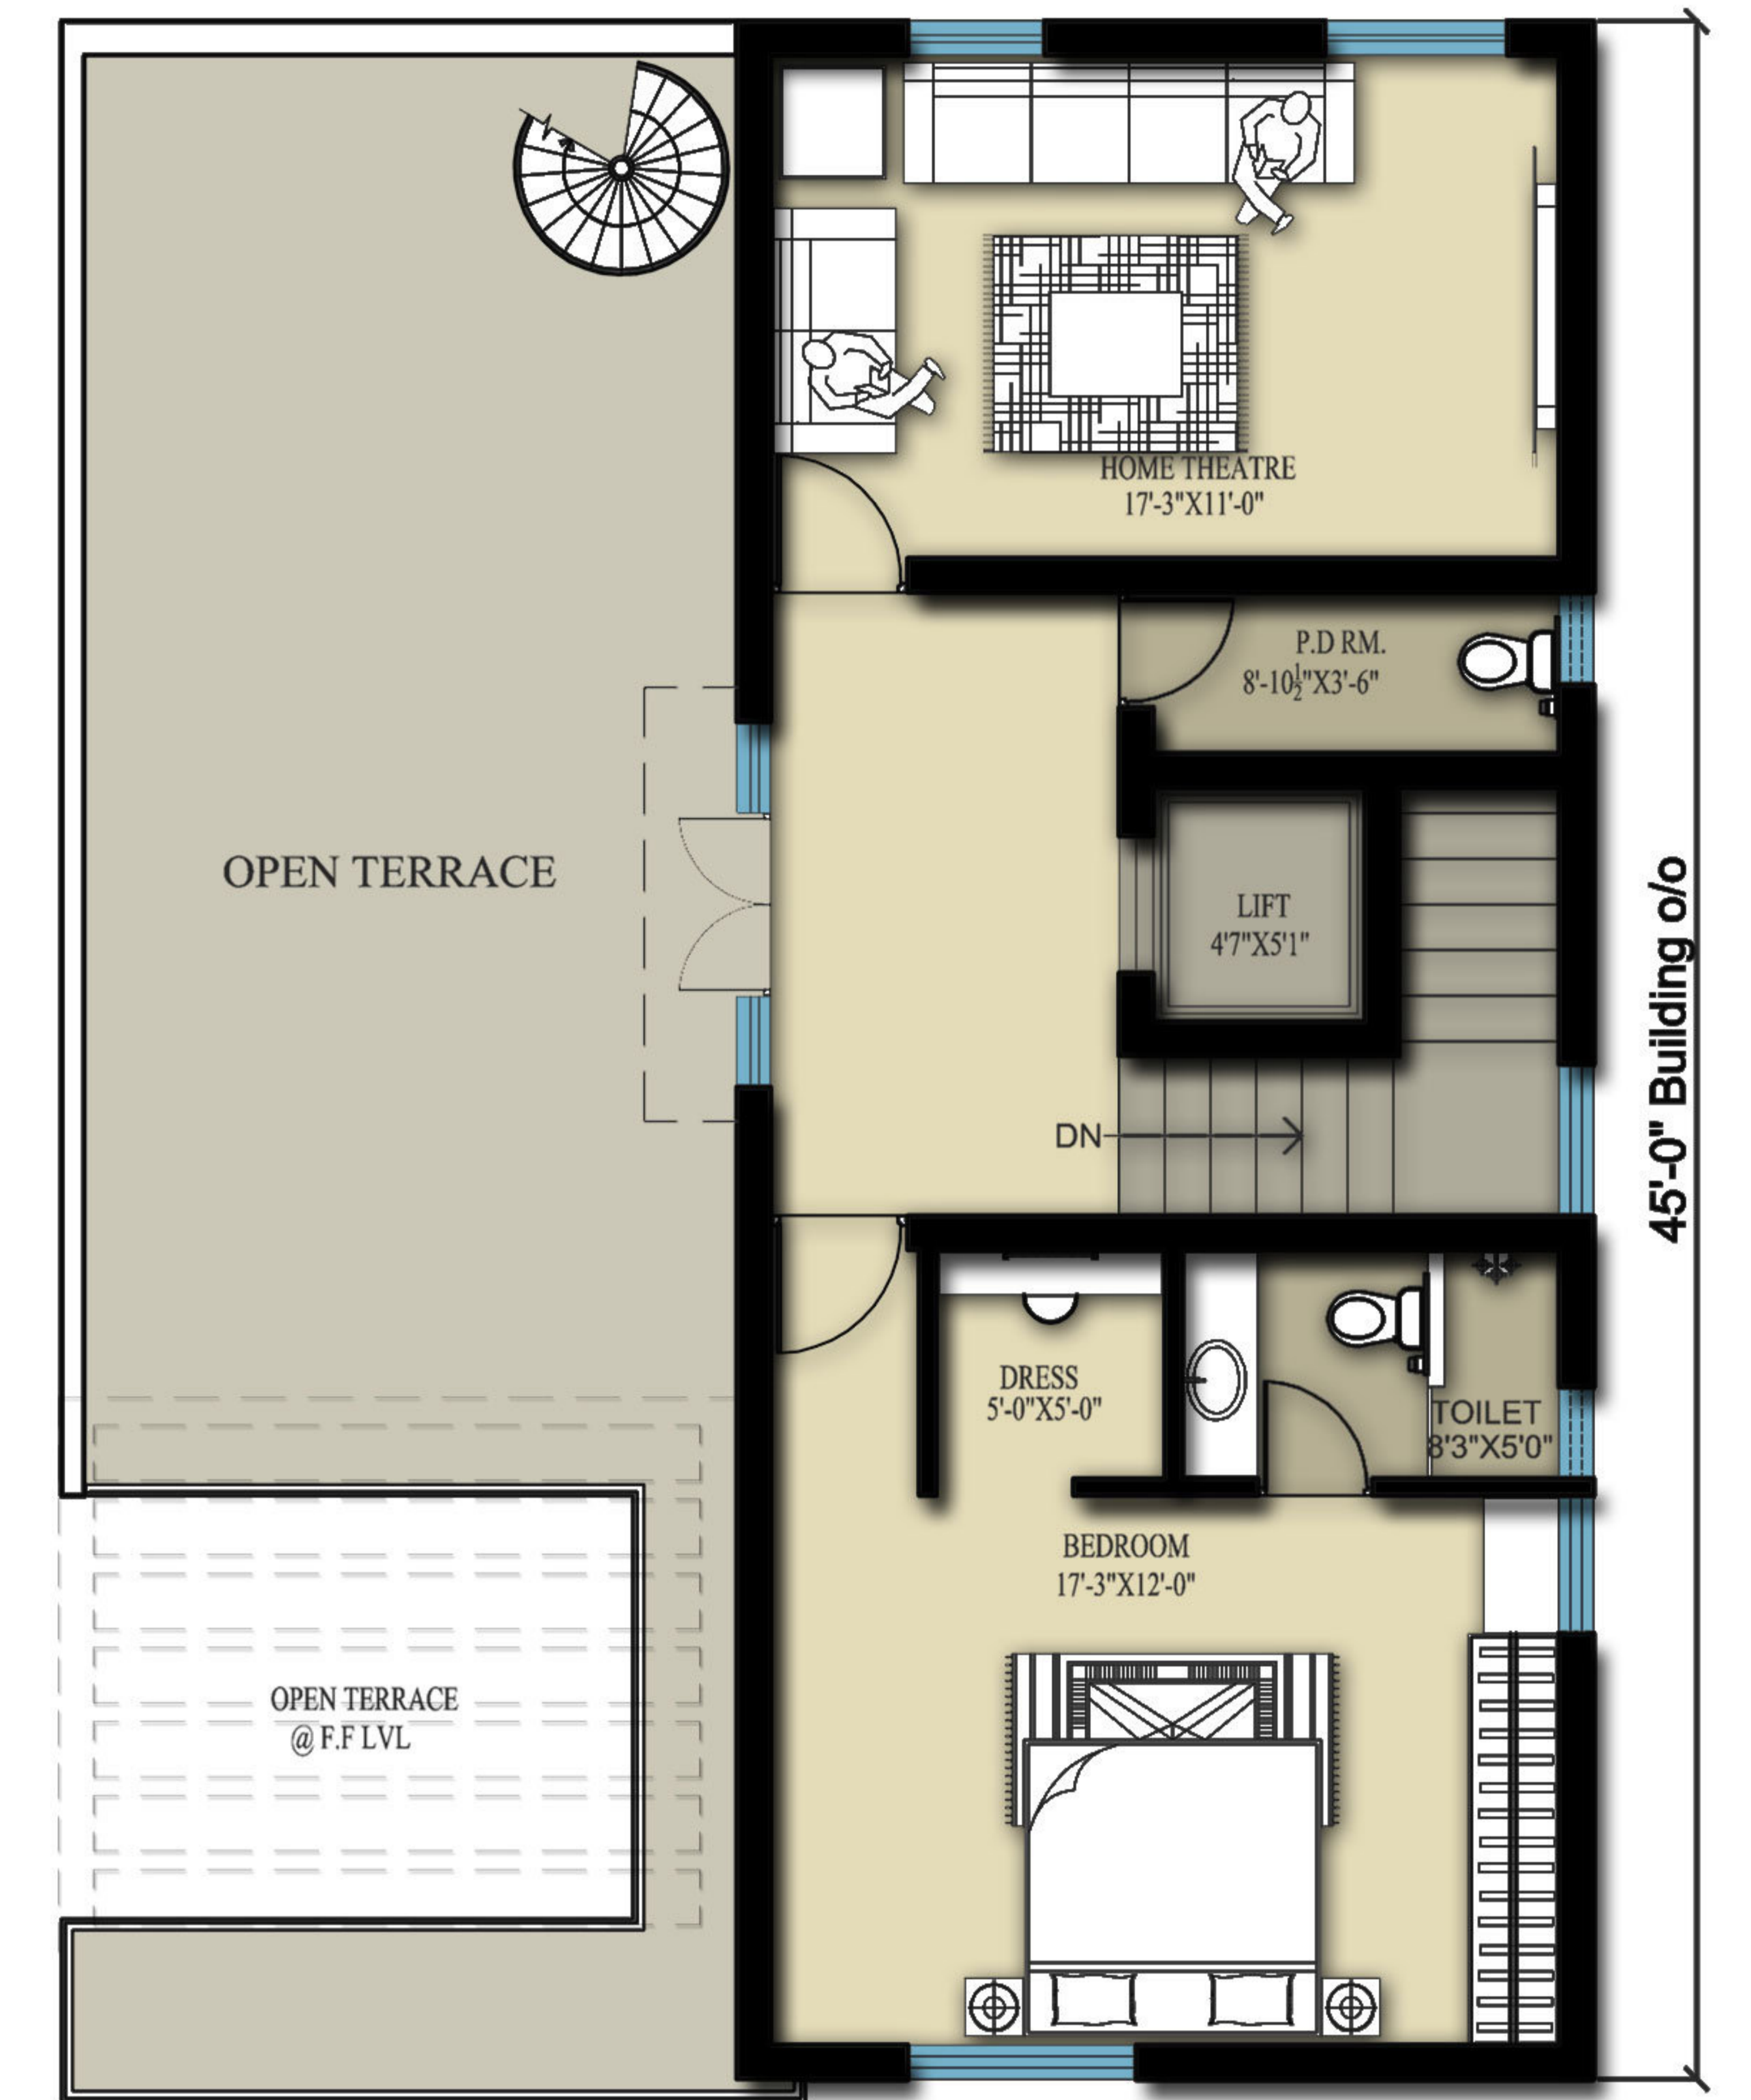 HOME THEATRE
17'-3"X11'-0"
P.D RM.
8'-10½"X3'-6"
OPEN TERRACE
LIFT
4'7"X5'1"
45'-0" Building o/o
DN
DRESS
5'-0"X5'-0"
TOILET
8'3"X5'0"
BEDROOM
17'-3"X12'-0"
OPEN TERRACE
@ F.F LVL